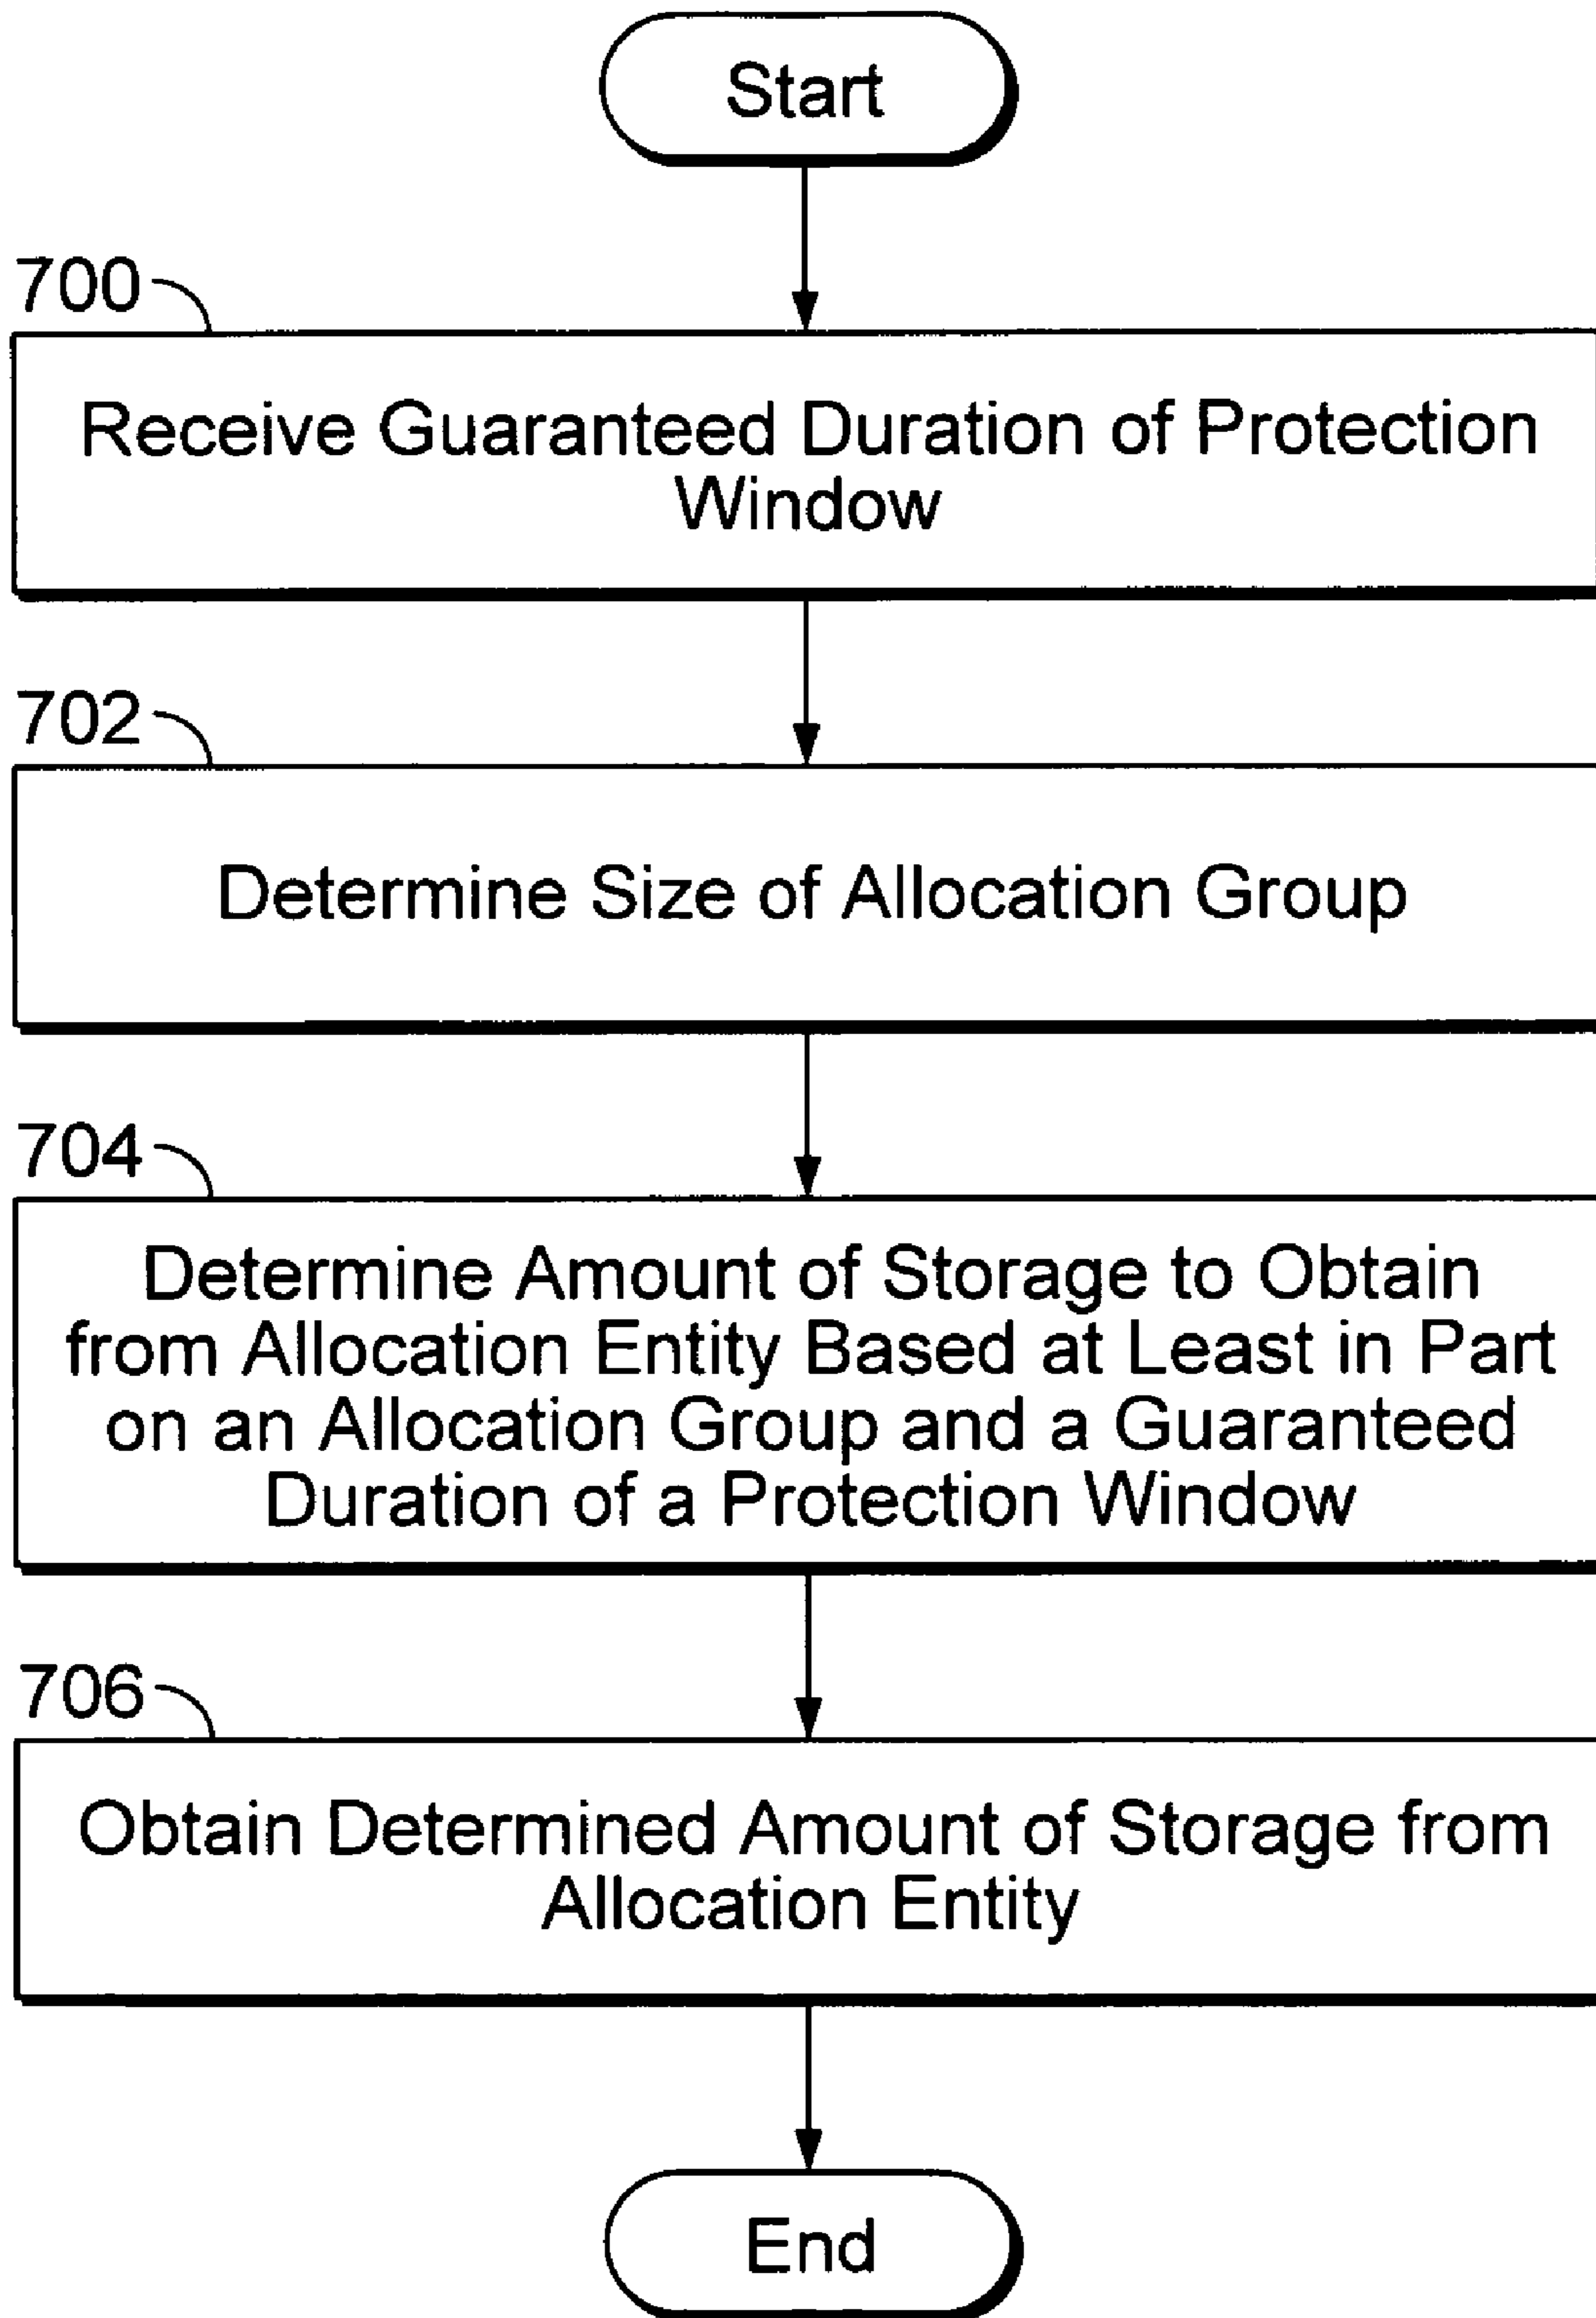 Start
700
Receive Guaranteed Duration of Protection
Window
702
Determine Size of Allocation Group
704
Determine Amount of Storage to Obtain
from Allocation Entity Based at Least in Part
on an Allocation Group and a Guaranteed
Duration of a Protection Window
706
Obtain Determined Amount of Storage from
Allocation Entity
End